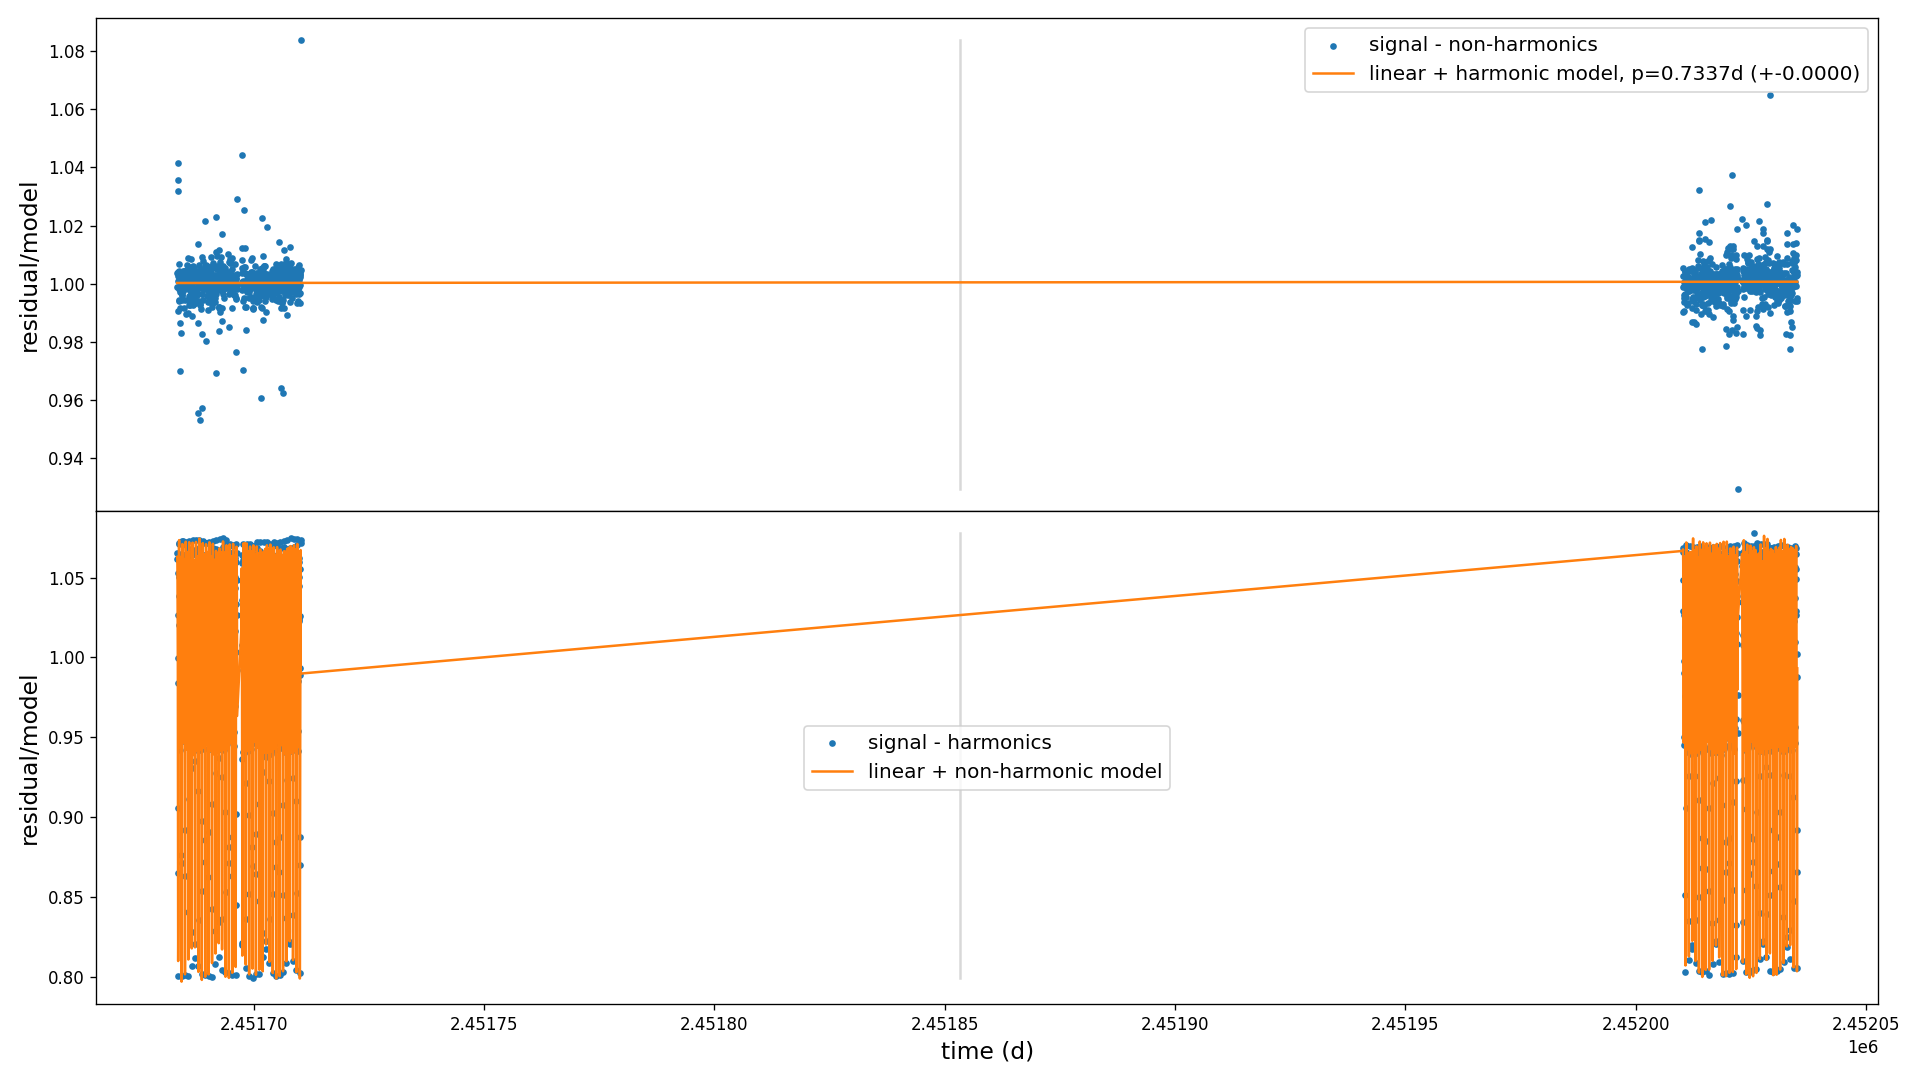 1.08
1.06
1.04
1.02
1.00
0.98
0.96
0.94
residual/model
signal - non-harmonics
linear + harmonic model, p=0.7337d (+-0.0000)
1.05
1.00
0.95
0.90
0.85
0.80
residual/model
signal - harmonics
linear + non-harmonic model
2.45170 2.45175 2.45180 2.45185 2.45190 2.45195 2.45200 2.45205
1e6
time (d)